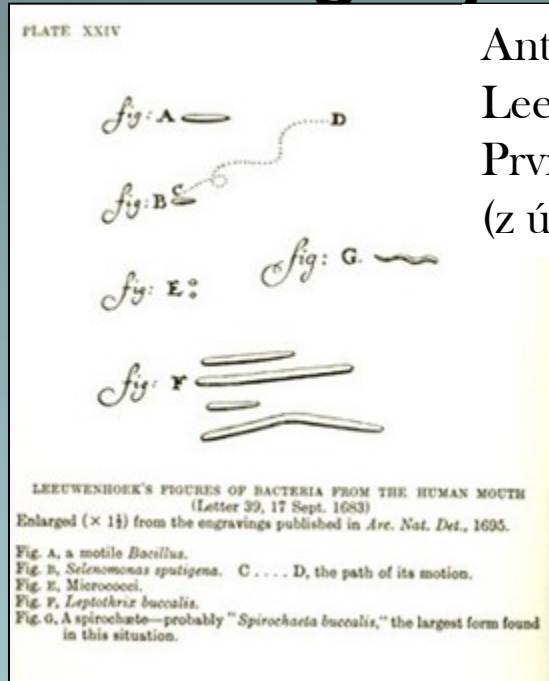 PLATE XXIV
Ant
Lee
Prv
(z ú
fig: A
D
fig: B
C
fig: G.
fig: E
fig: F
LEEUWENHOEK'S FIGURES OF BACTERIA FROM THE HUMAN MOUTH
(Letter 39, 17 Sept. 1683)
Enlarged (× 1½) from the engravings published in Arc. Nat. Det., 1695.
Fig. A, a motile Bacillus.
Fig. B, Selenomonas sputigena. C . . . . D, the path of its motion.
Fig. E, Micrococci.
Fig. F, Leptothrix buccalis.
Fig. G, A spirochæte—probably "Spirochaeta buccalis," the largest form found
in this situation.